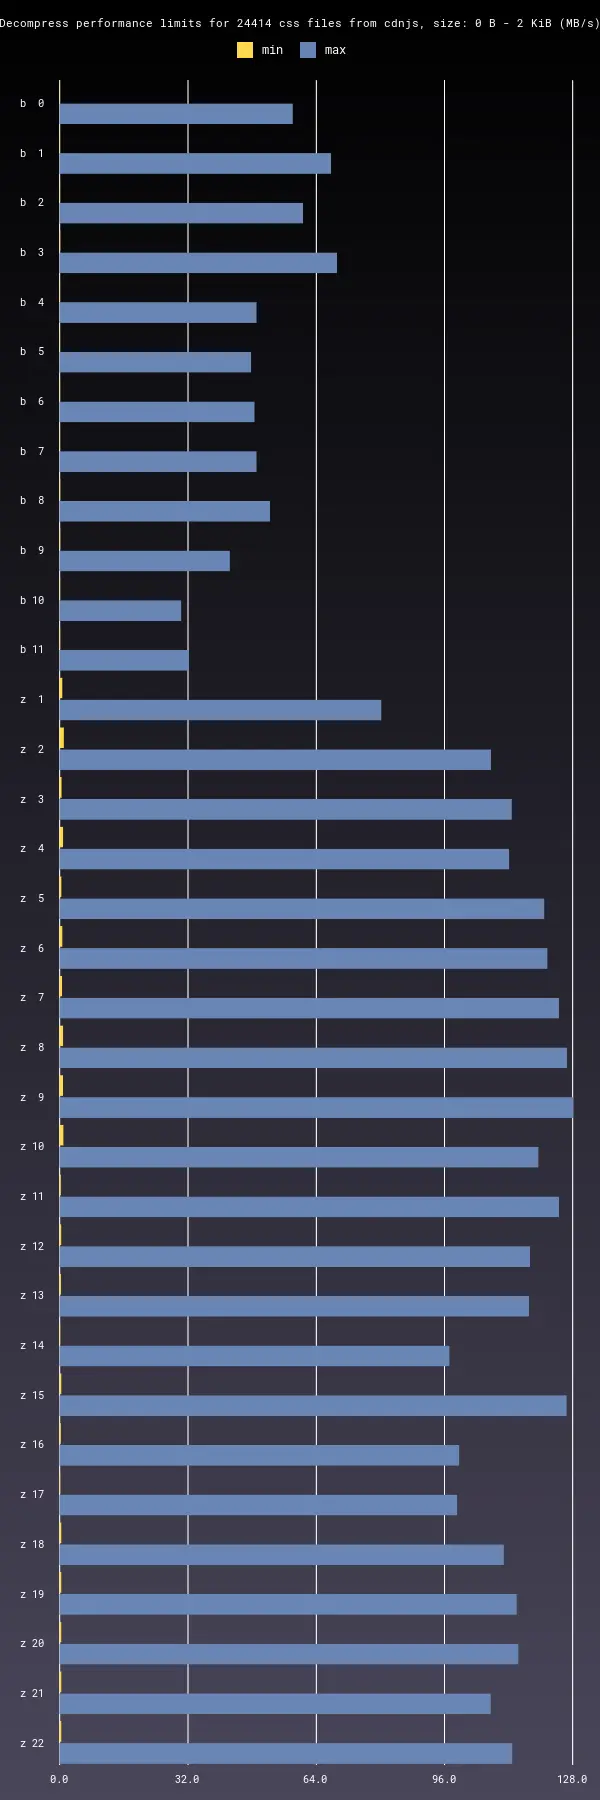 Decompress performance limits for 24414 css files from cdnjs, size: 0 B - 2 KiB (MB/s)
min max
b 0
b 1
b 2
b 3
b 4
b 5
b 6
b 7
b 8
b 9
b 10
b 11
z 1
z 2
z 3
z 4
z 5
z 6
z 7
z 8
z 9
z 10
z 11
z 12
z 13
z 14
z 15
z 16
z 17
z 18
z 19
z 20
z 21
z 22
0.0 32.0 64.0 96.0 128.0